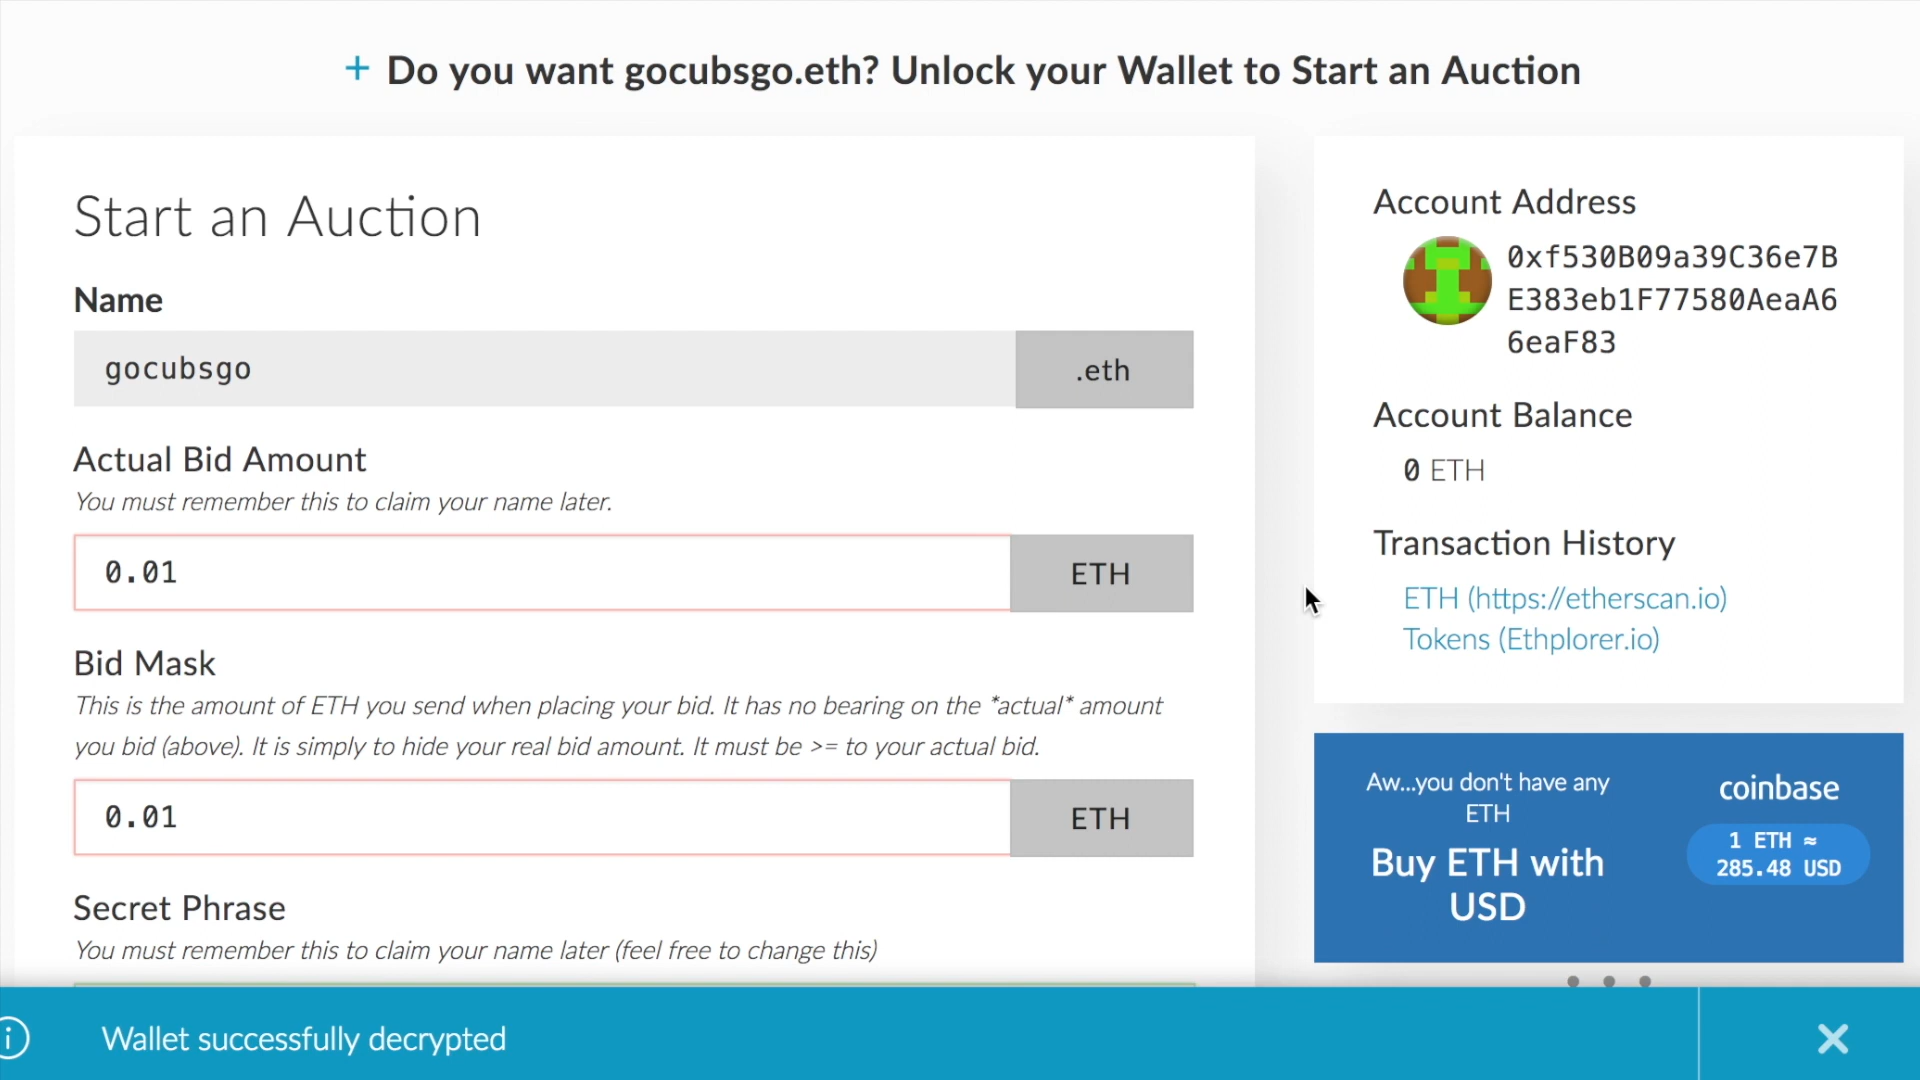 + Do you want gocubsgo.eth? Unlock your Wallet to Start an Auction
Start an Auction
Name
gocubsgo
.eth
Actual Bid Amount
You must remember this to claim your name later.
0.01
ETH
Bid Mask
This is the amount of ETH you send when placing your bid. It has no bearing on the *actual* amount
you bid (above). It is simply to hide your real bid amount. It must be >= to your actual bid.
0.01
ETH
Secret Phrase
You must remember this to claim your name later (feel free to change this)
Account Address
0xf530B09a39C36e7B
E383eb1F77580AeaA6
6eaF83
Account Balance
0 ETH
Transaction History
ETH (https://etherscan.io)
Tokens (Ethplorer.io)
Aw...you don't have any
ETH
Buy ETH with
USD
coinbase
1 ETH ≈
285.48 USD
Wallet successfully decrypted